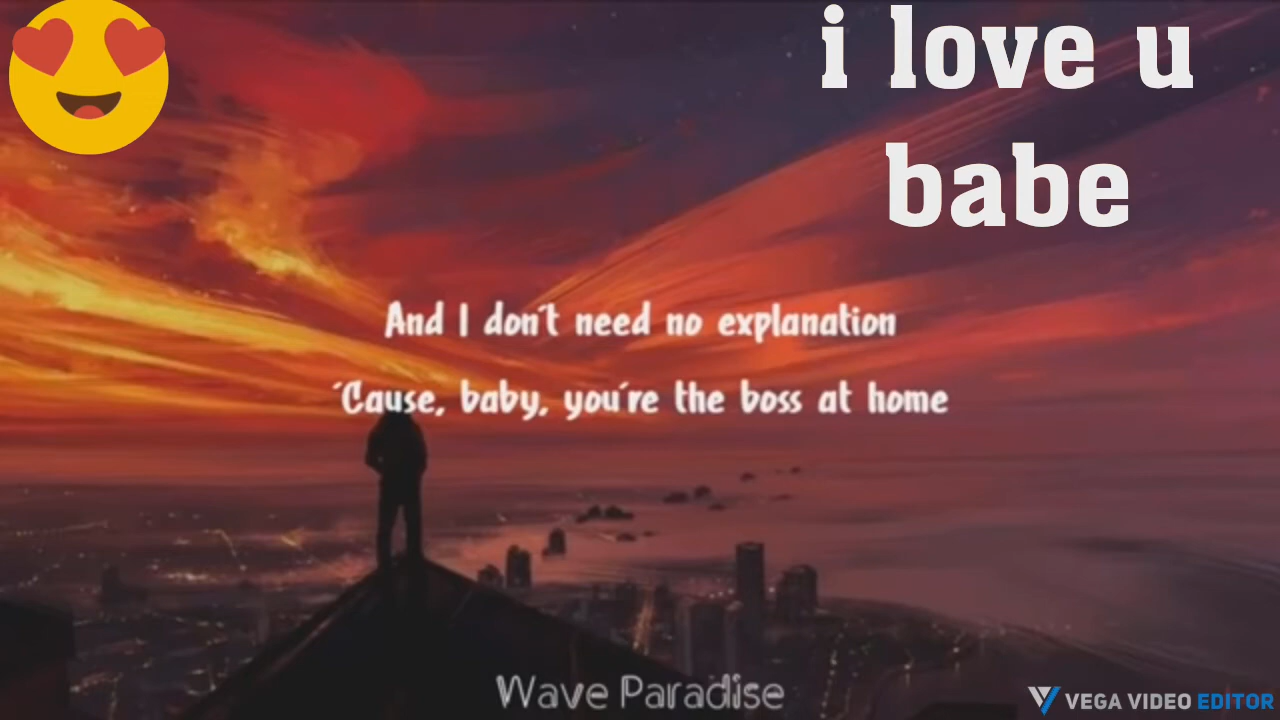 i love u
babe
And I don't need no explanation
'Cause, baby, you're the boss at home
Wave Paradise
VEGA VIDEO EDITOR